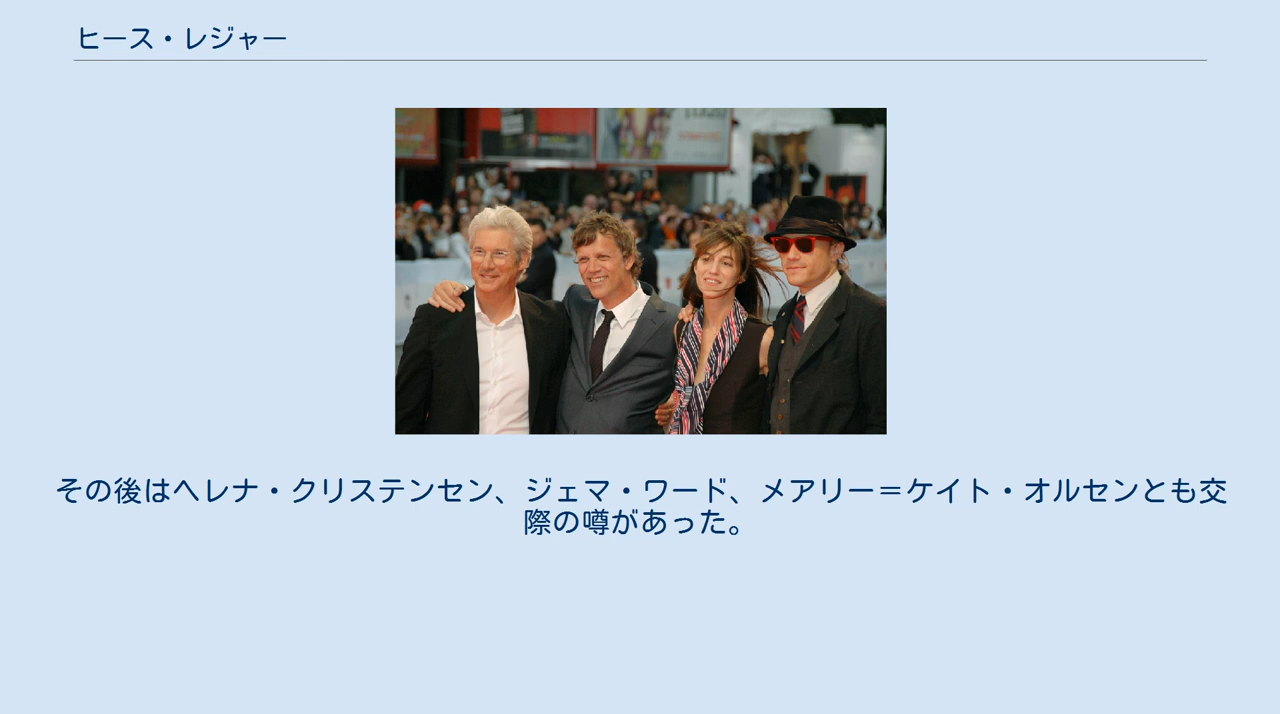 ヒース・レジャー
その後はヘレナ・クリステンセン、ジェマ・ワード、メアリー＝ケイト・オルセンとも交
際の噂があった。